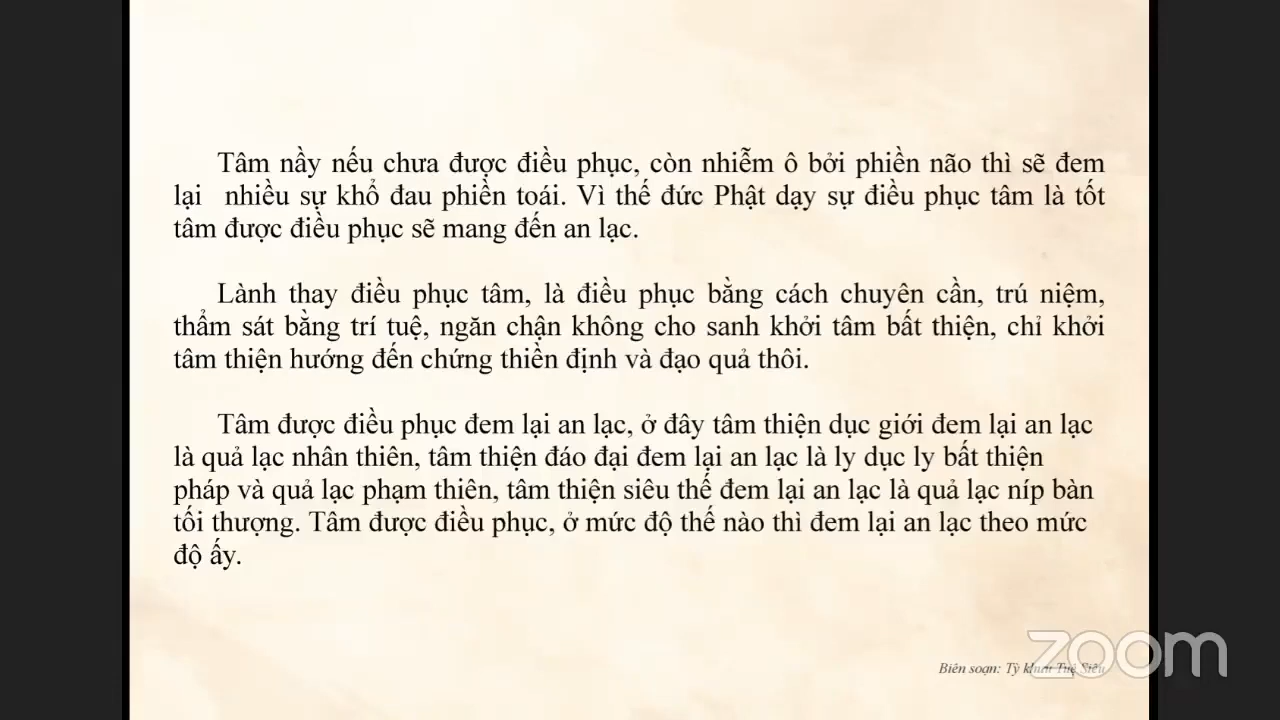 Tâm nầy nếu chưa được điều phục, còn nhiễm ô bởi phiền não thì sẽ đem
lại nhiều sự khổ đau phiền toái. Vì thế đức Phật dạy sự điều phục tâm là tốt
tâm được điều phục sẽ mang đến an lạc.
Lành thay điều phục tâm, là điều phục bằng cách chuyên cần, trú niệm,
thẩm sát bằng trí tuệ, ngăn chận không cho sanh khởi tâm bất thiện, chỉ khởi
tâm thiện hướng đến chứng thiền định và đạo quả thôi.
Tâm được điều phục đem lại an lạc, ở đây tâm thiện dục giới đem lại an lạc
là quả lạc nhân thiên, tâm thiện đáo đại đem lại an lạc là ly dục ly bất thiện
pháp và quả lạc phạm thiên, tâm thiện siêu thế đem lại an lạc là quả lạc níp bàn
tối thượng. Tâm được điều phục, ở mức độ thế nào thì đem lại an lạc theo mức
độ ấy.
Biên soạn: Tỳ khưu Tuệ Siêu
zoom